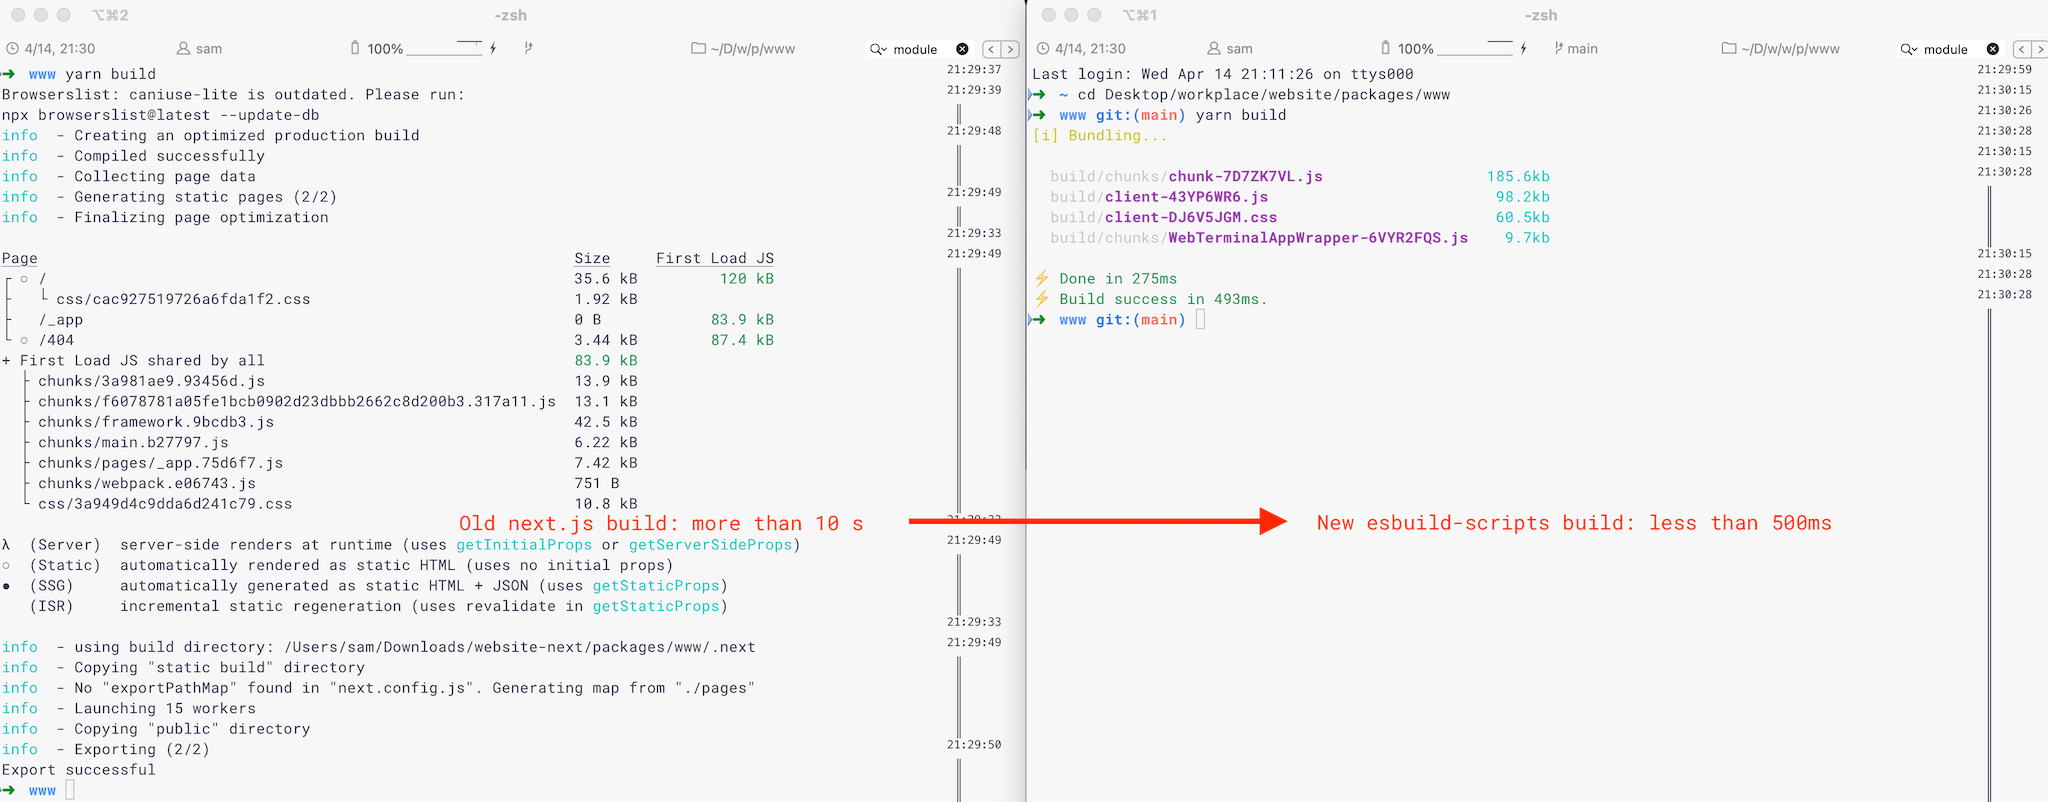 ⌥⌘2
-zsh
4/14, 21:30 sam 100% ~/D/w/p/www module
➜ www yarn build 21:29:37
Browserslist: caniuse-lite is outdated. Please run: 21:29:39
npx browserslist@latest --update-db
info - Creating an optimized production build 21:29:48
info - Compiled successfully
info - Collecting page data
info - Generating static pages (2/2) 21:29:49
info - Finalizing page optimization
21:29:33
Page Size First Load JS 21:29:49
┌ ○ / 35.6 kB 120 kB
├ └ css/cac927519726a6fda1f2.css 1.92 kB
├ /_app 0 B 83.9 kB
└ ○ /404 3.44 kB 87.4 kB
+ First Load JS shared by all 83.9 kB
├ chunks/3a981ae9.93456d.js 13.9 kB
├ chunks/f6078781a05fe1bcb0902d23dbbb2662c8d200b3.317a11.js 13.1 kB
├ chunks/framework.9bcdb3.js 42.5 kB
├ chunks/main.b27797.js 6.22 kB
├ chunks/pages/_app.75d6f7.js 7.42 kB
├ chunks/webpack.e06743.js 751 B
└ css/3a949d4c9dda6d241c79.css 10.8 kB
Old next.js build: more than 10 s
λ (Server) server-side renders at runtime (uses getInitialProps or getServerSideProps) 21:29:49
○ (Static) automatically rendered as static HTML (uses no initial props)
● (SSG) automatically generated as static HTML + JSON (uses getStaticProps)
(ISR) incremental static regeneration (uses revalidate in getStaticProps)
21:29:33
info - using build directory: /Users/sam/Downloads/website-next/packages/www/.next 21:29:49
info - Copying "static build" directory
info - No "exportPathMap" found in "next.config.js". Generating map from "./pages"
info - Launching 15 workers
info - Copying "public" directory
info - Exporting (2/2) 21:29:50
Export successful
➜ www
⌥⌘1
-zsh
4/14, 21:30 sam 100% main ~/D/w/w/p/www module
Last login: Wed Apr 14 21:11:26 on ttys000 21:29:59
➜ ~ cd Desktop/workplace/website/packages/www 21:30:15
➜ www git:(main) yarn build 21:30:26
[i] Bundling... 21:30:28
21:30:15
build/chunks/chunk-7D7ZK7VL.js 185.6kb 21:30:28
build/client-43YP6WR6.js 98.2kb
build/client-DJ6V5JGM.css 60.5kb
build/chunks/WebTerminalAppWrapper-6VYR2FQS.js 9.7kb
21:30:15
⚡ Done in 275ms 21:30:28
⚡ Build success in 493ms. 21:30:28
➜ www git:(main)
New esbuild-scripts build: less than 500ms